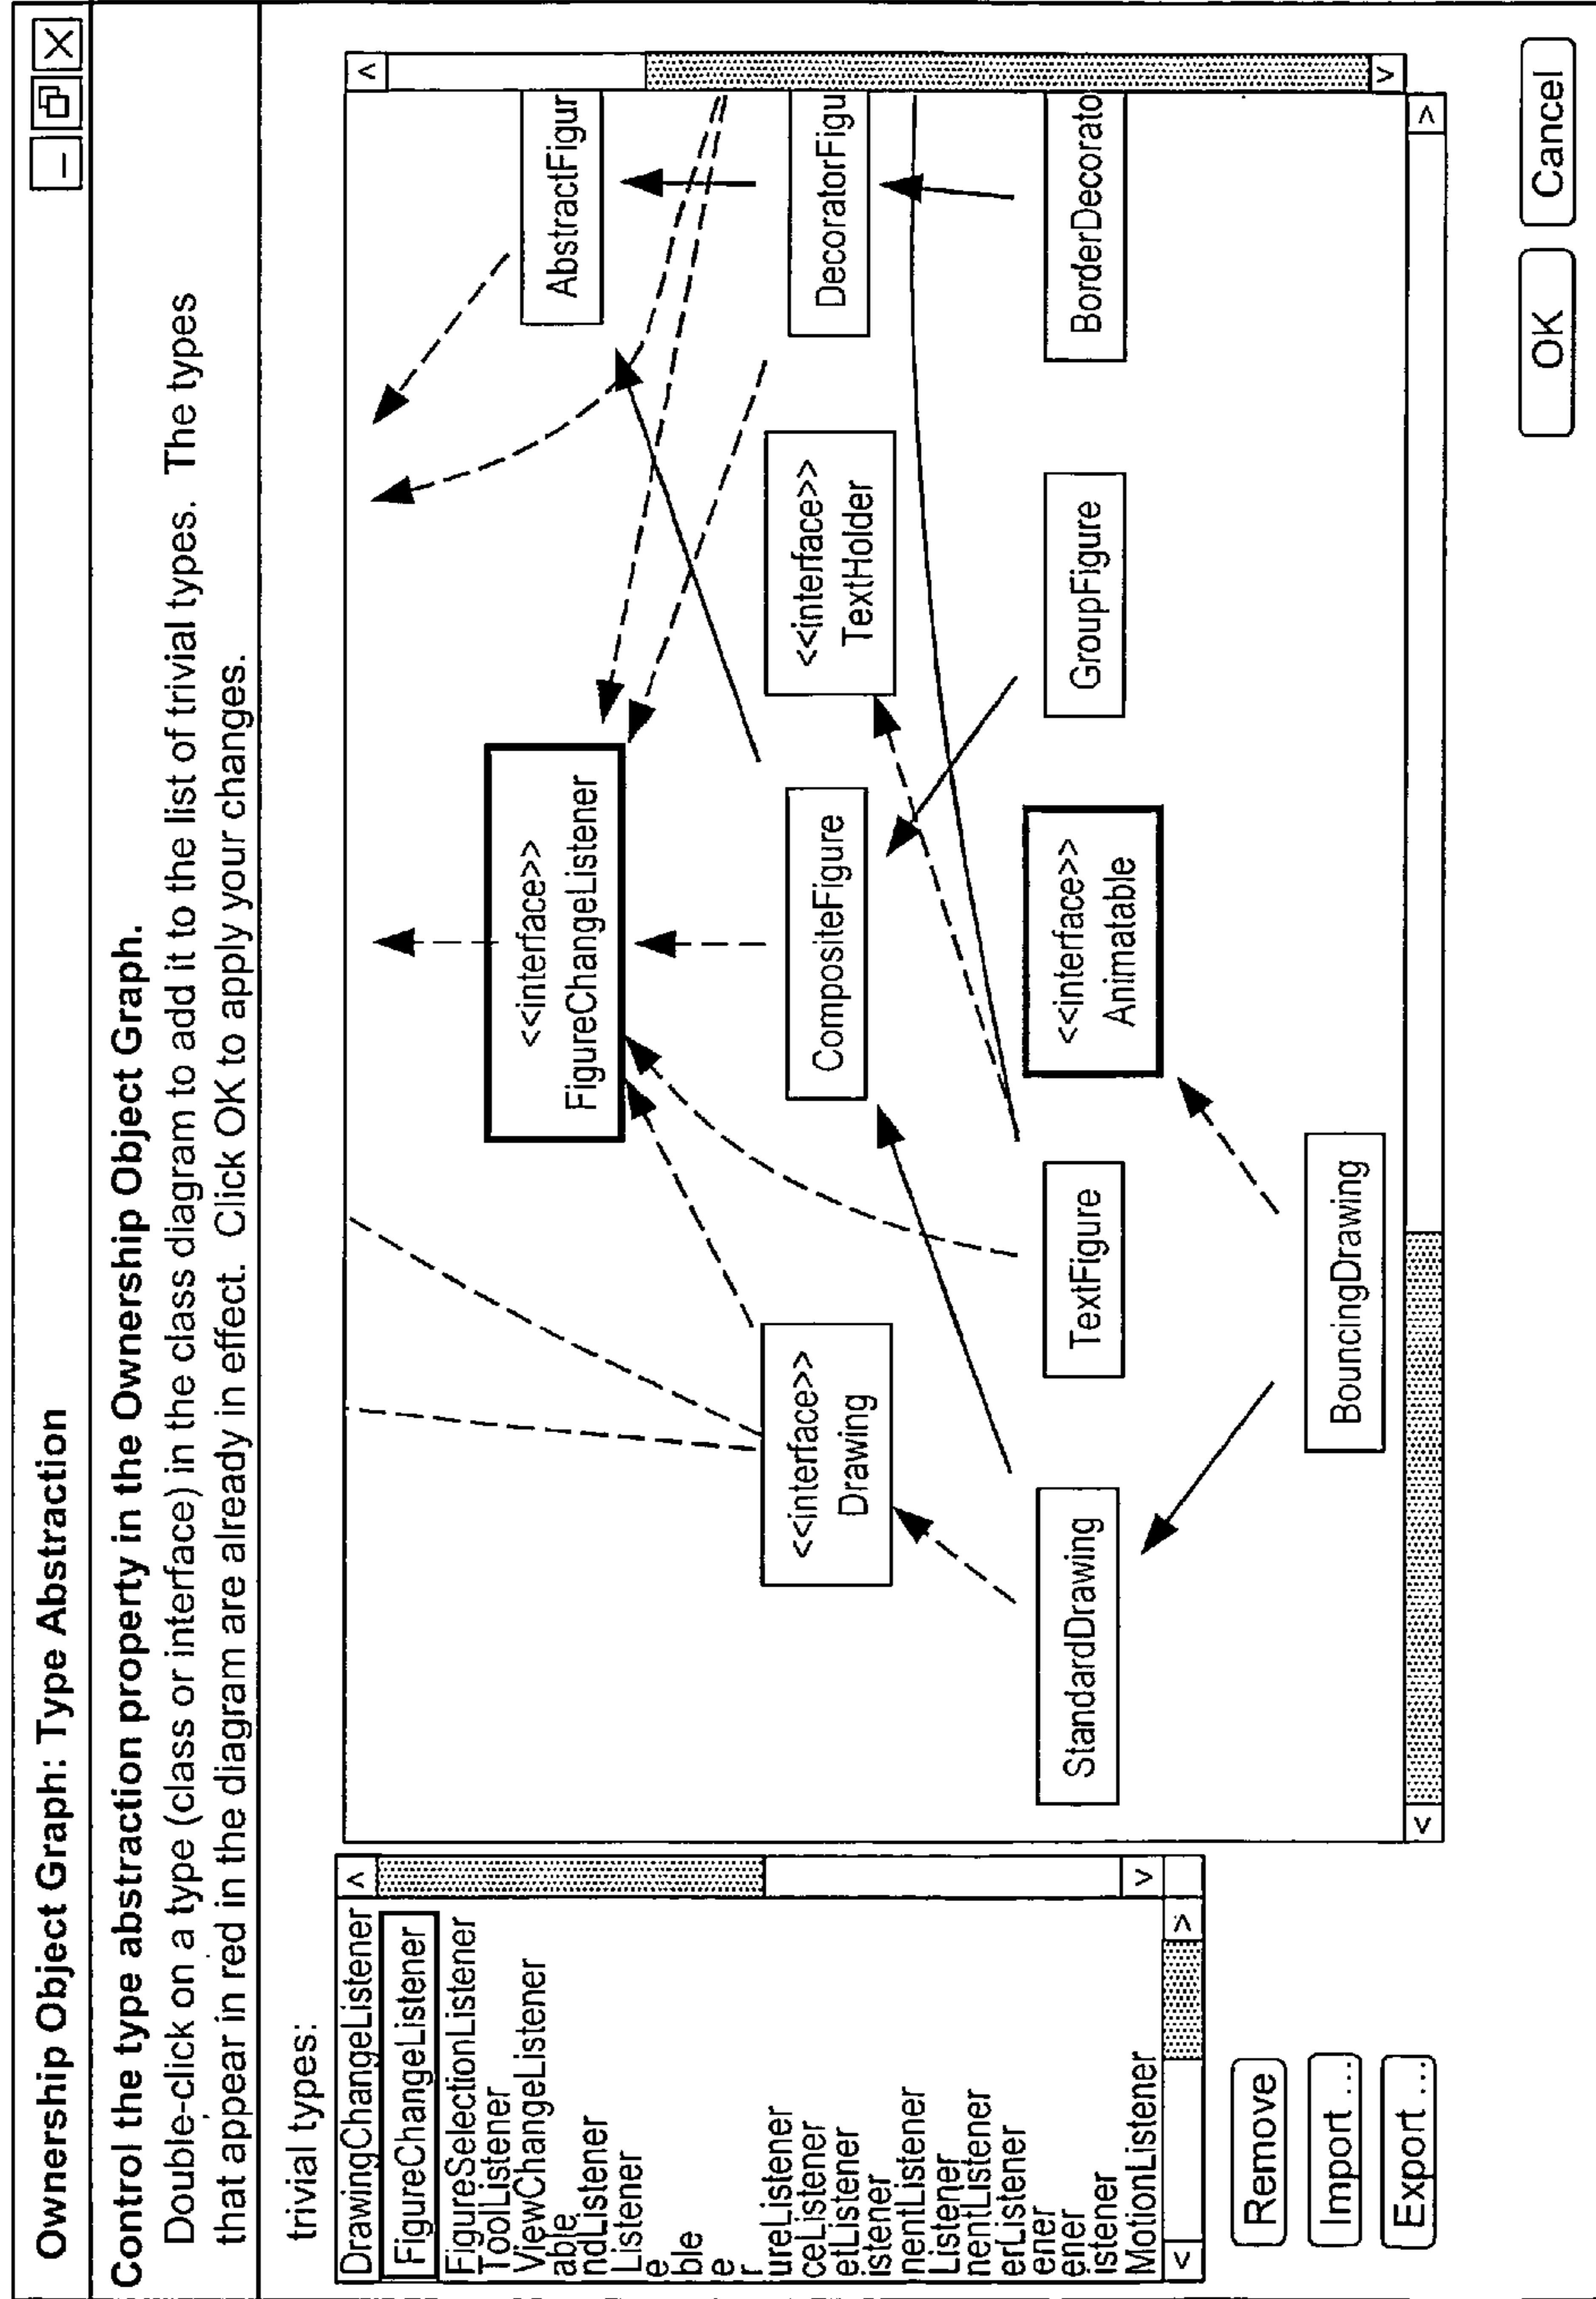 Ownership Object Graph: Type Abstraction
Control the type abstraction property in the Ownership Object Graph.
Double-click on a type (class or interface) in the class diagram to add it to the list of trivial types. The types
that appear in red in the diagram are already in effect. Click OK to apply your changes.
trivial types:
DrawingChangeListener
FigureChangeListener
FigureSelectionListener
ToolListener
ViewChangeListener
able
ndListener
Listener
e
ble
e
r
ureListener
ceListener
etListener
istener
nentListener
Listener
nentListener
erListener
ener
ener
istener
MotionListener
Remove
Import ...
Export ...
<<interface>>
FigureChangeListener
AbstractFigur
<<interface>>
Drawing
CompositeFigure
<<interface>>
TextHolder
DecoratorFigu
StandardDrawing
TextFigure
<<interface>>
Animatable
GroupFigure
BorderDecorato
BouncingDrawing
OK
Cancel